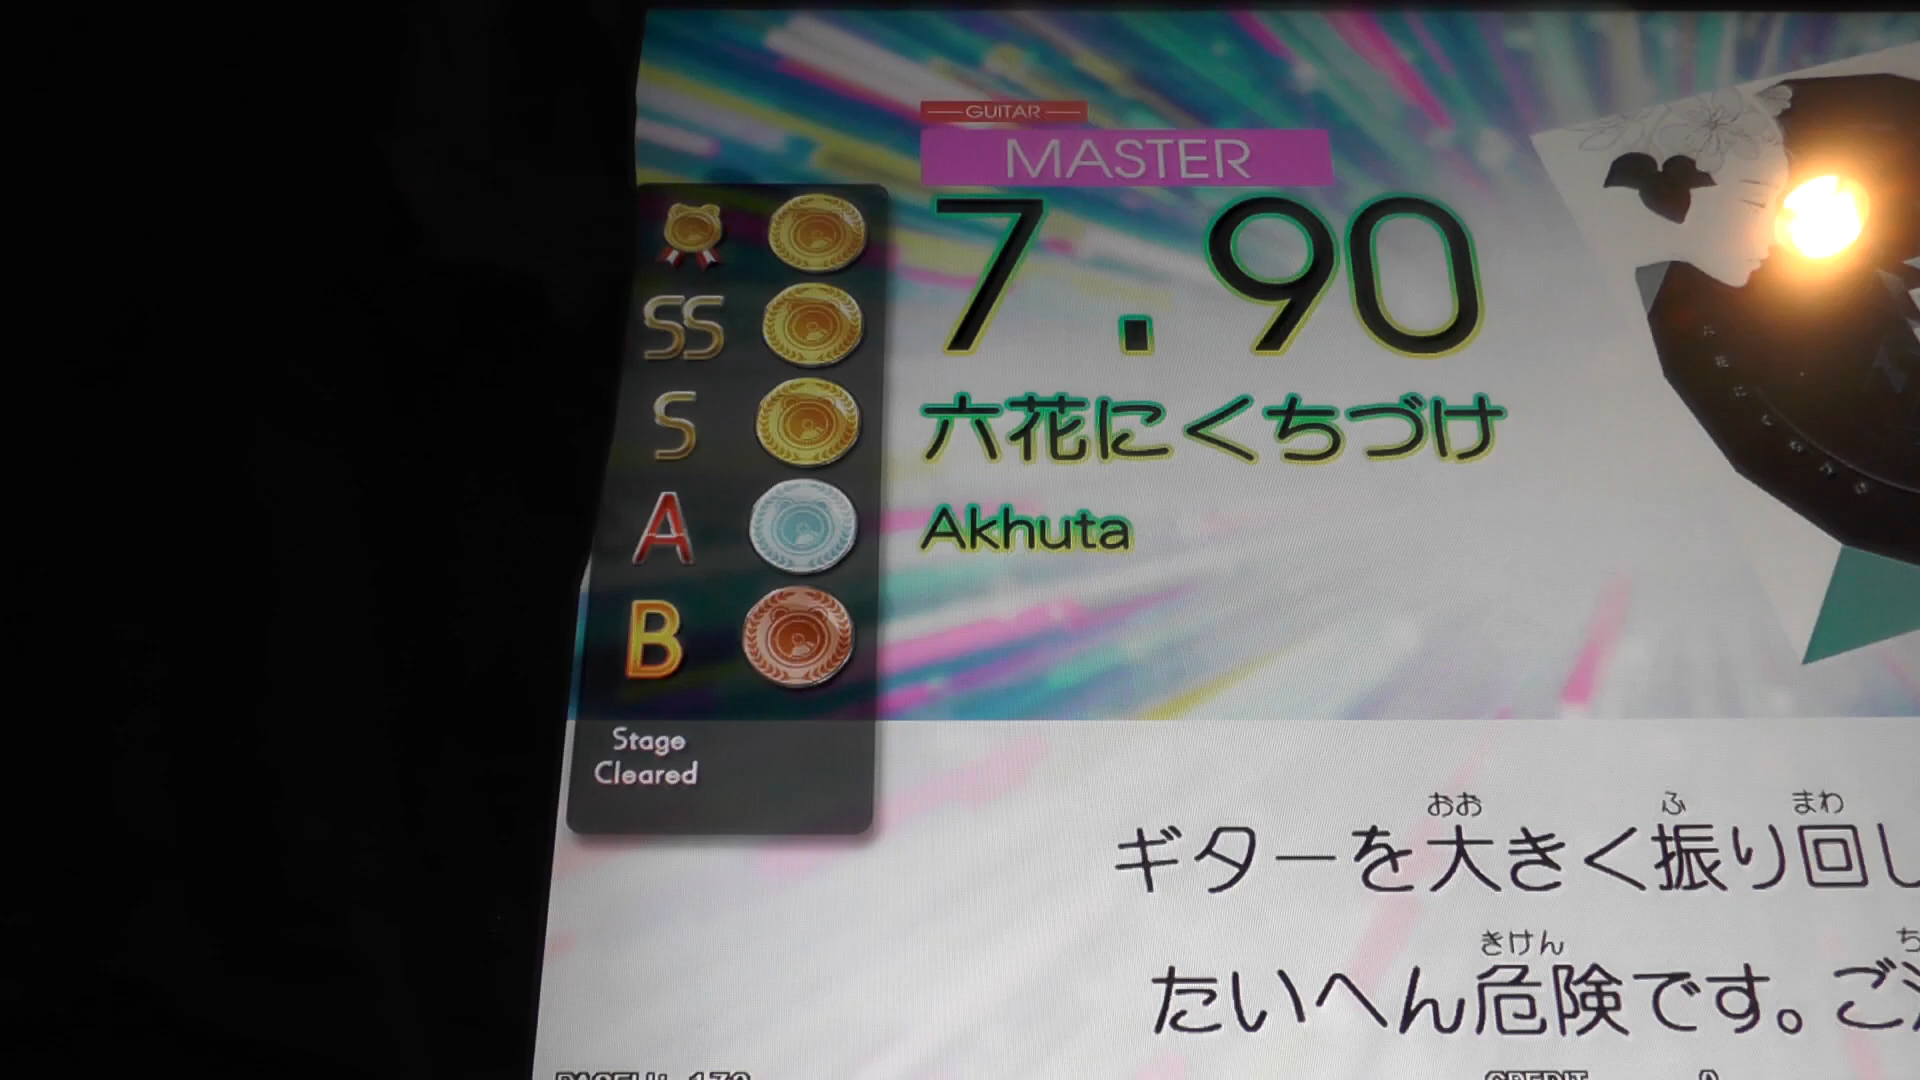 GUITAR
MASTER
7.90
六花にくちづけ
Akhuta
SS
S
A
B
Stage
Cleared
おお ふ まわ
ギターを大きく振り回し
きけん ち
たいへん危険です。ご